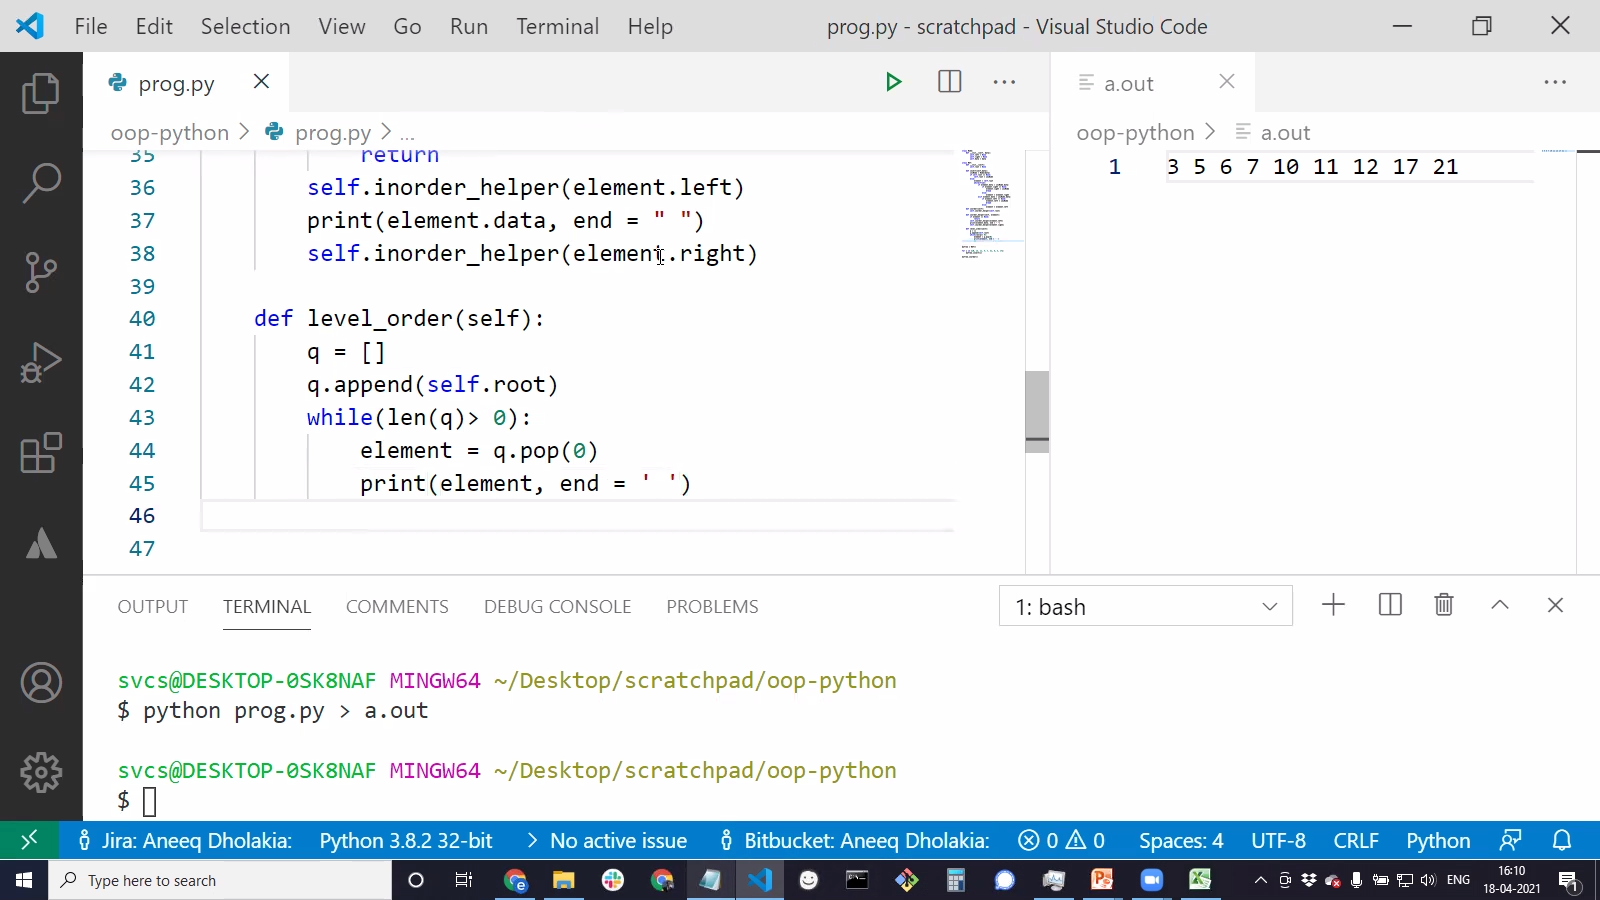 File Edit Selection View Go Run Terminal Help prog.py - scratchpad - Visual Studio Code
prog.py
a.out
oop-python > prog.py > ...
oop-python > a.out
35 return
36 self.inorder_helper(element.left)
37 print(element.data, end = " ")
38 self.inorder_helper(element.right)
39
40 def level_order(self):
41 q = []
42 q.append(self.root)
43 while(len(q)> 0):
44 element = q.pop(0)
45 print(element, end = ' ')
46
47
1 3 5 6 7 10 11 12 17 21
OUTPUT TERMINAL COMMENTS DEBUG CONSOLE PROBLEMS 1: bash
svcs@DESKTOP-0SK8NAF MINGW64 ~/Desktop/scratchpad/oop-python
$ python prog.py > a.out
svcs@DESKTOP-0SK8NAF MINGW64 ~/Desktop/scratchpad/oop-python
$
Jira: Aneeq Dholakia: Python 3.8.2 32-bit > No active issue Bitbucket: Aneeq Dholakia: 0 0 Spaces: 4 UTF-8 CRLF Python
Type here to search
ENG
16:10
18-04-2021
1